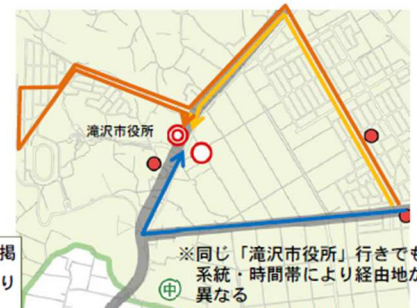 滝沢市役所
掲
り
※同じ「滝沢市役所」行きでも
系統・時間帯により経由地が
異なる
中